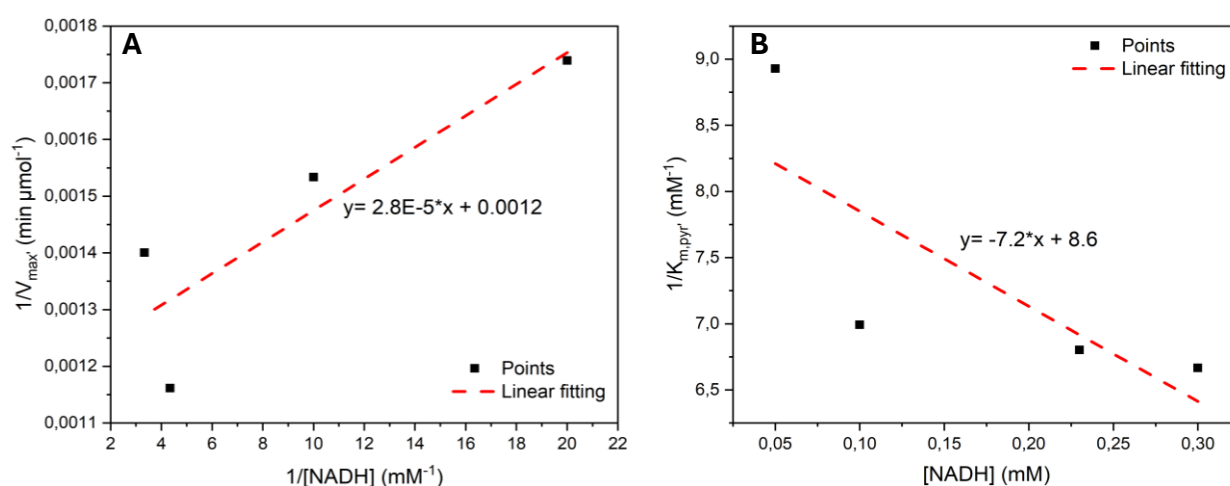 A
0,0018
0,0017
0,0016
0,0015
0,0014
0,0013
0,0012
0,0011
1/Vmax, (min µmol-1)
y= 2.8E-5*x + 0.0012
Points
Linear fitting
2 4 6 8 10 12 14 16 18 20 22
1/[NADH] (mM-1)
B
Points
Linear fitting
9,0
8,5
8,0
7,5
7,0
6,5
1/Km,pyr, (mM-1)
y= -7.2*x + 8.6
0,05 0,10 0,15 0,20 0,25 0,30
[NADH] (mM)